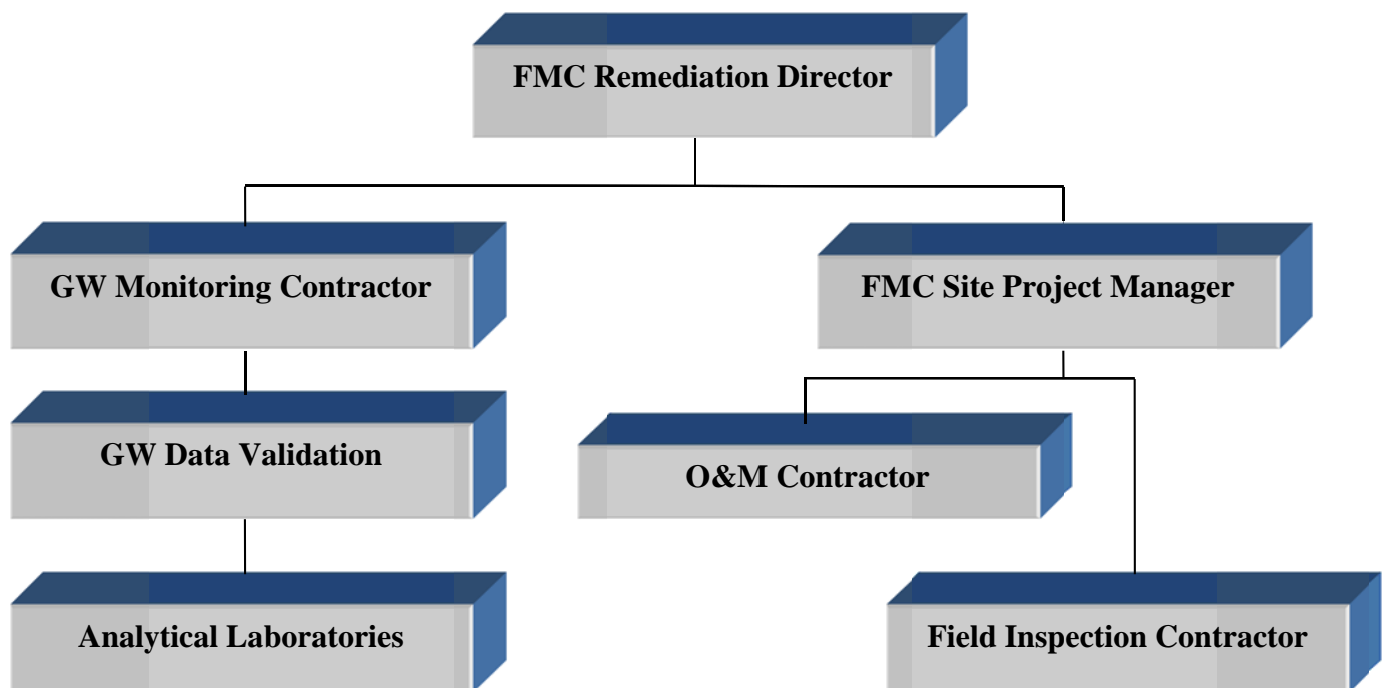 FMC Remediation Director
GW Monitoring Contractor
FMC Site Project Manager
GW Data Validation
O&M Contractor
Analytical Laboratories
Field Inspection Contractor